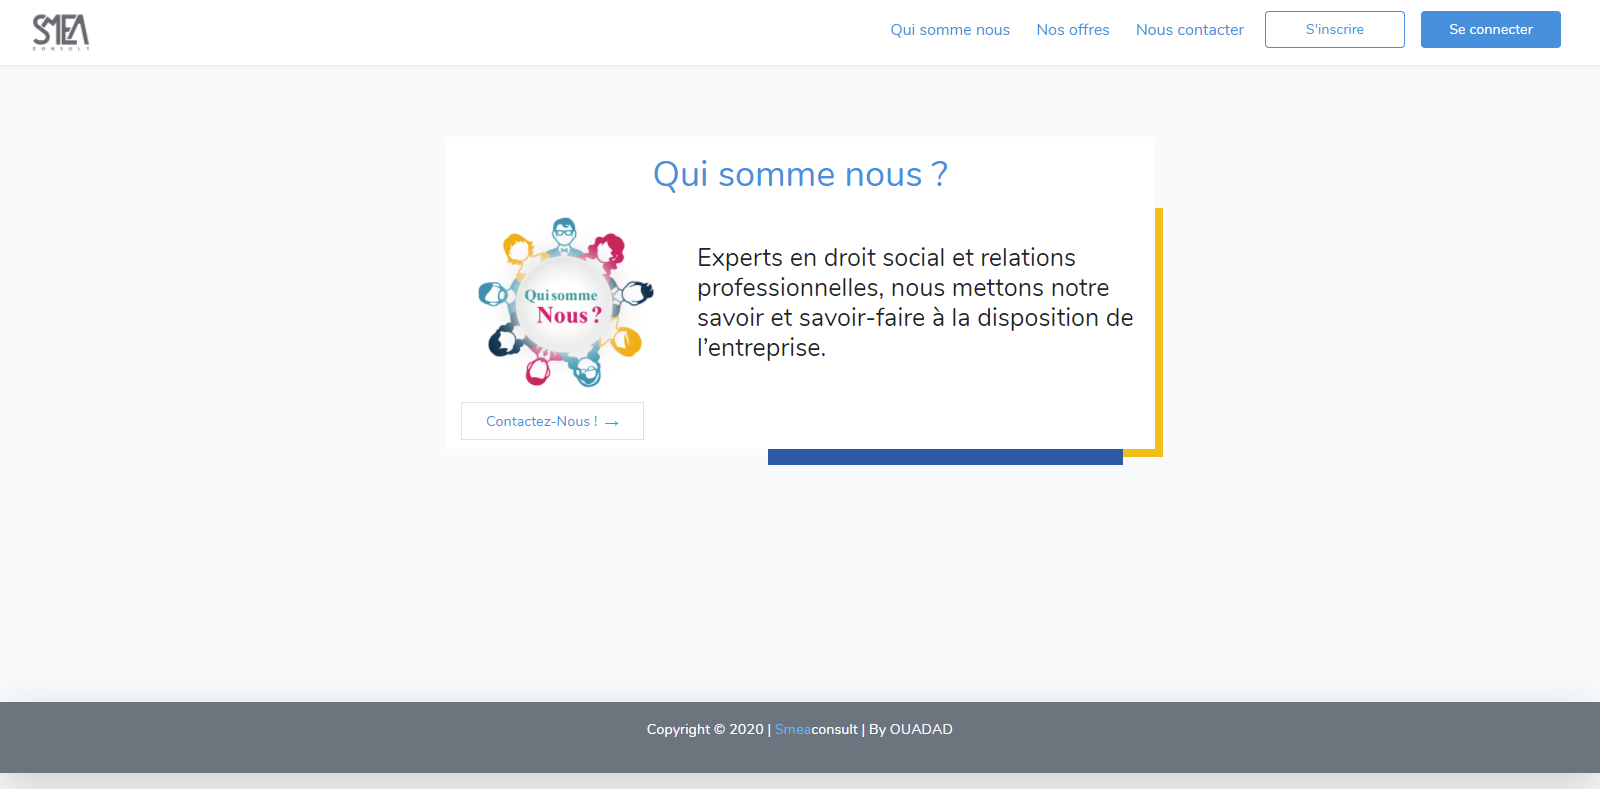 SMEA
CONSULT
Qui somme nous
Nos offres
Nous contacter
S'inscrire
Se connecter
Qui somme nous ?
Qui somme
Nous ?
Experts en droit social et relations
professionnelles, nous mettons notre
savoir et savoir-faire à la disposition de
l’entreprise.
Contactez-Nous ! →
Copyright © 2020 | Smeaconsult | By OUADAD